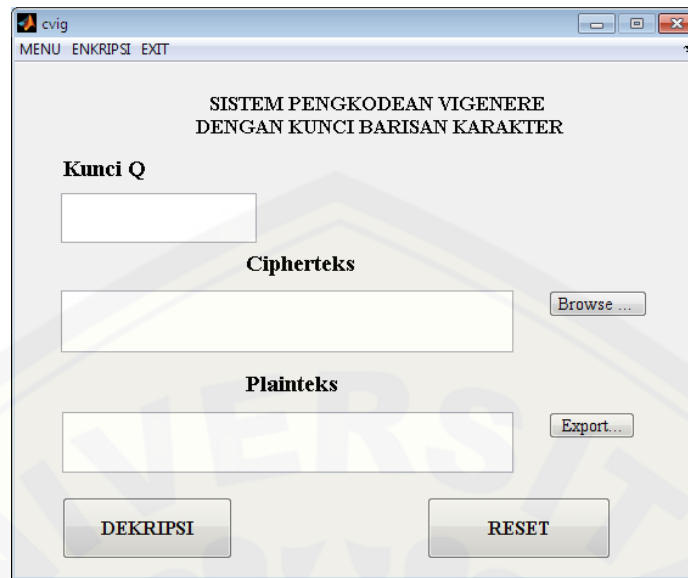 cvig
MENU ENKRIPSI EXIT
SISTEM PENGKODEAN VIGENERE
DENGAN KUNCI BARISAN KARAKTER
Kunci Q
Cipherteks
Browse ...
Plainteks
Export...
DEKRIPSI
RESET